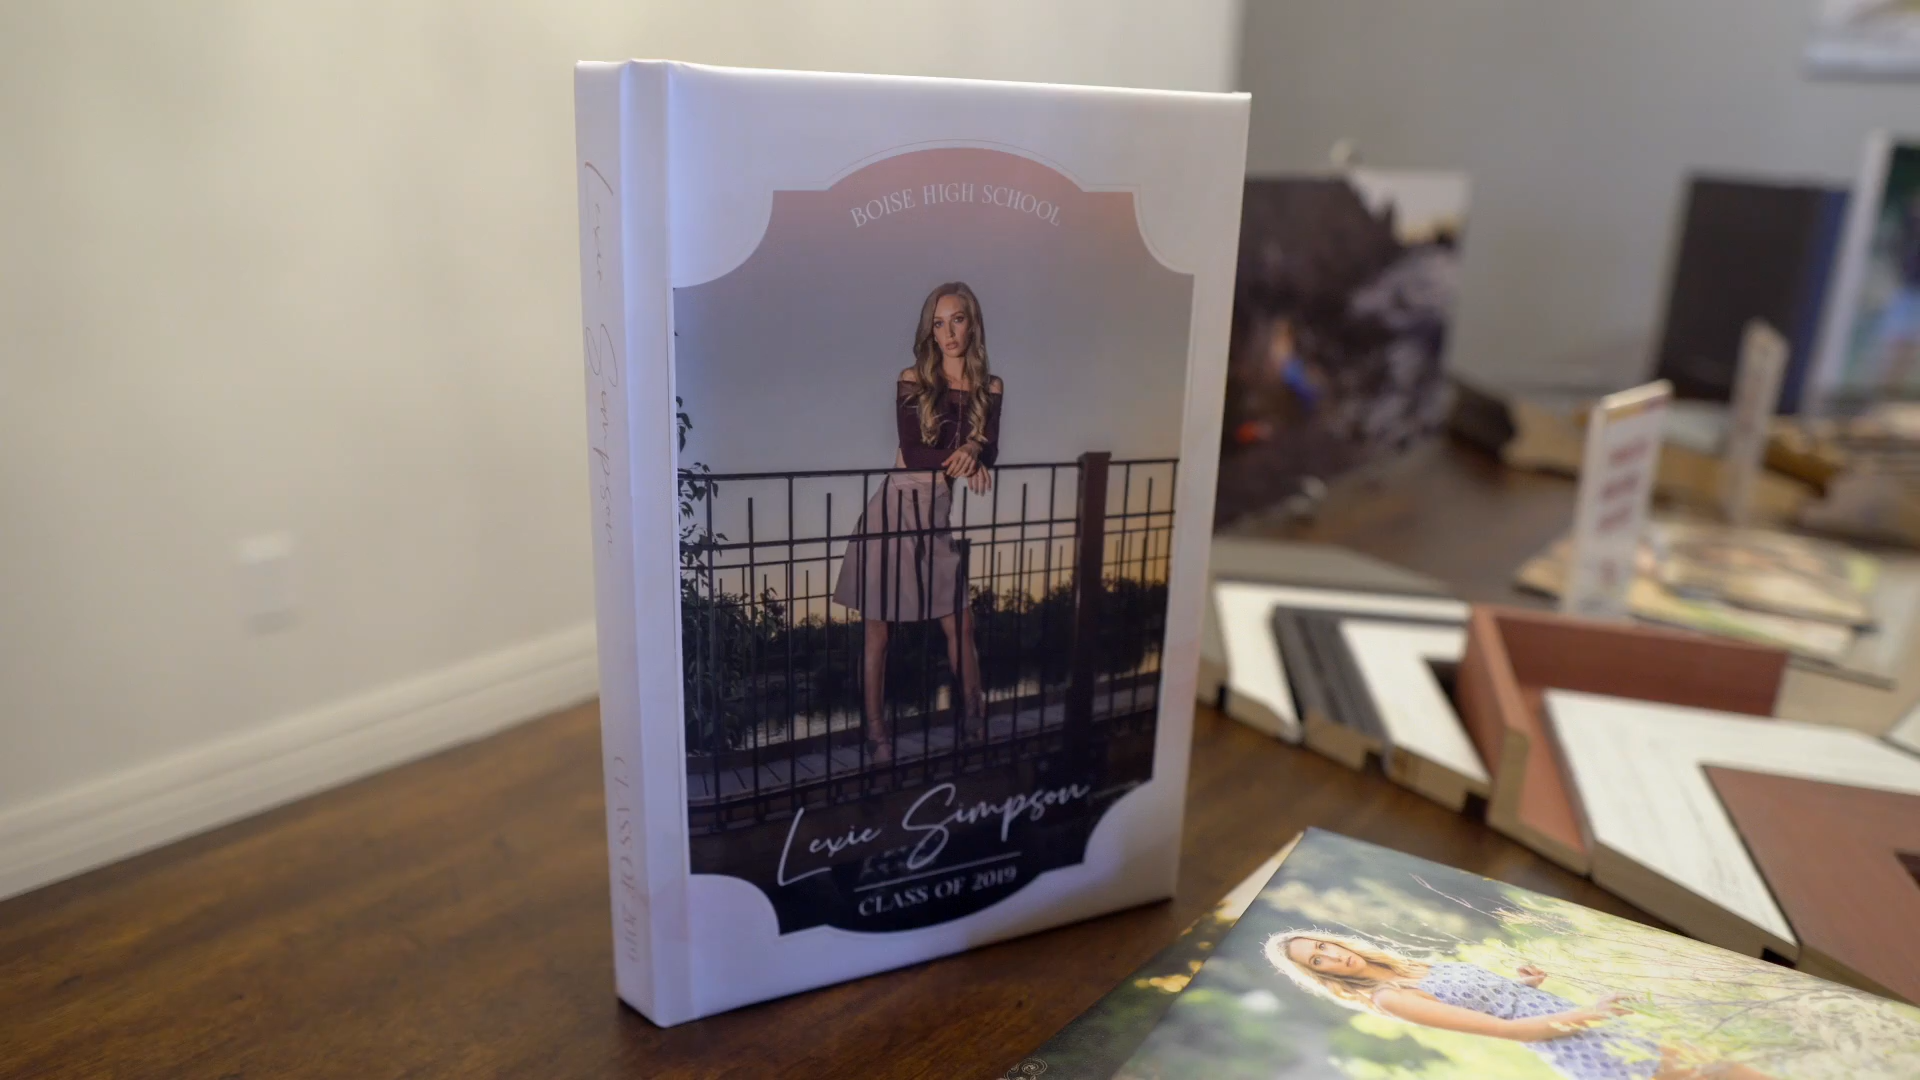 Lexie Simpson
CLASS OF 2019
BOISE HIGH SCHOOL
Lexie Simpson
CLASS OF 2019